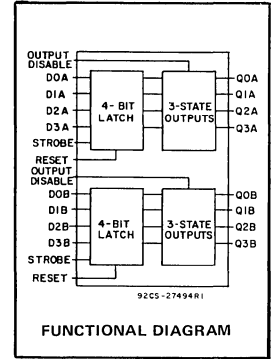 OUTPUT
DISABLE
D0A
D1A
D2A
D3A
STROBE
RESET
4-BIT
LATCH
3-STATE
OUTPUTS
Q0A
Q1A
Q2A
Q3A
OUTPUT
DISABLE
D0B
D1B
D2B
D3B
STROBE
RESET
4-BIT
LATCH
3-STATE
OUTPUTS
Q0B
Q1B
Q2B
Q3B
92CS-27494R1
FUNCTIONAL DIAGRAM